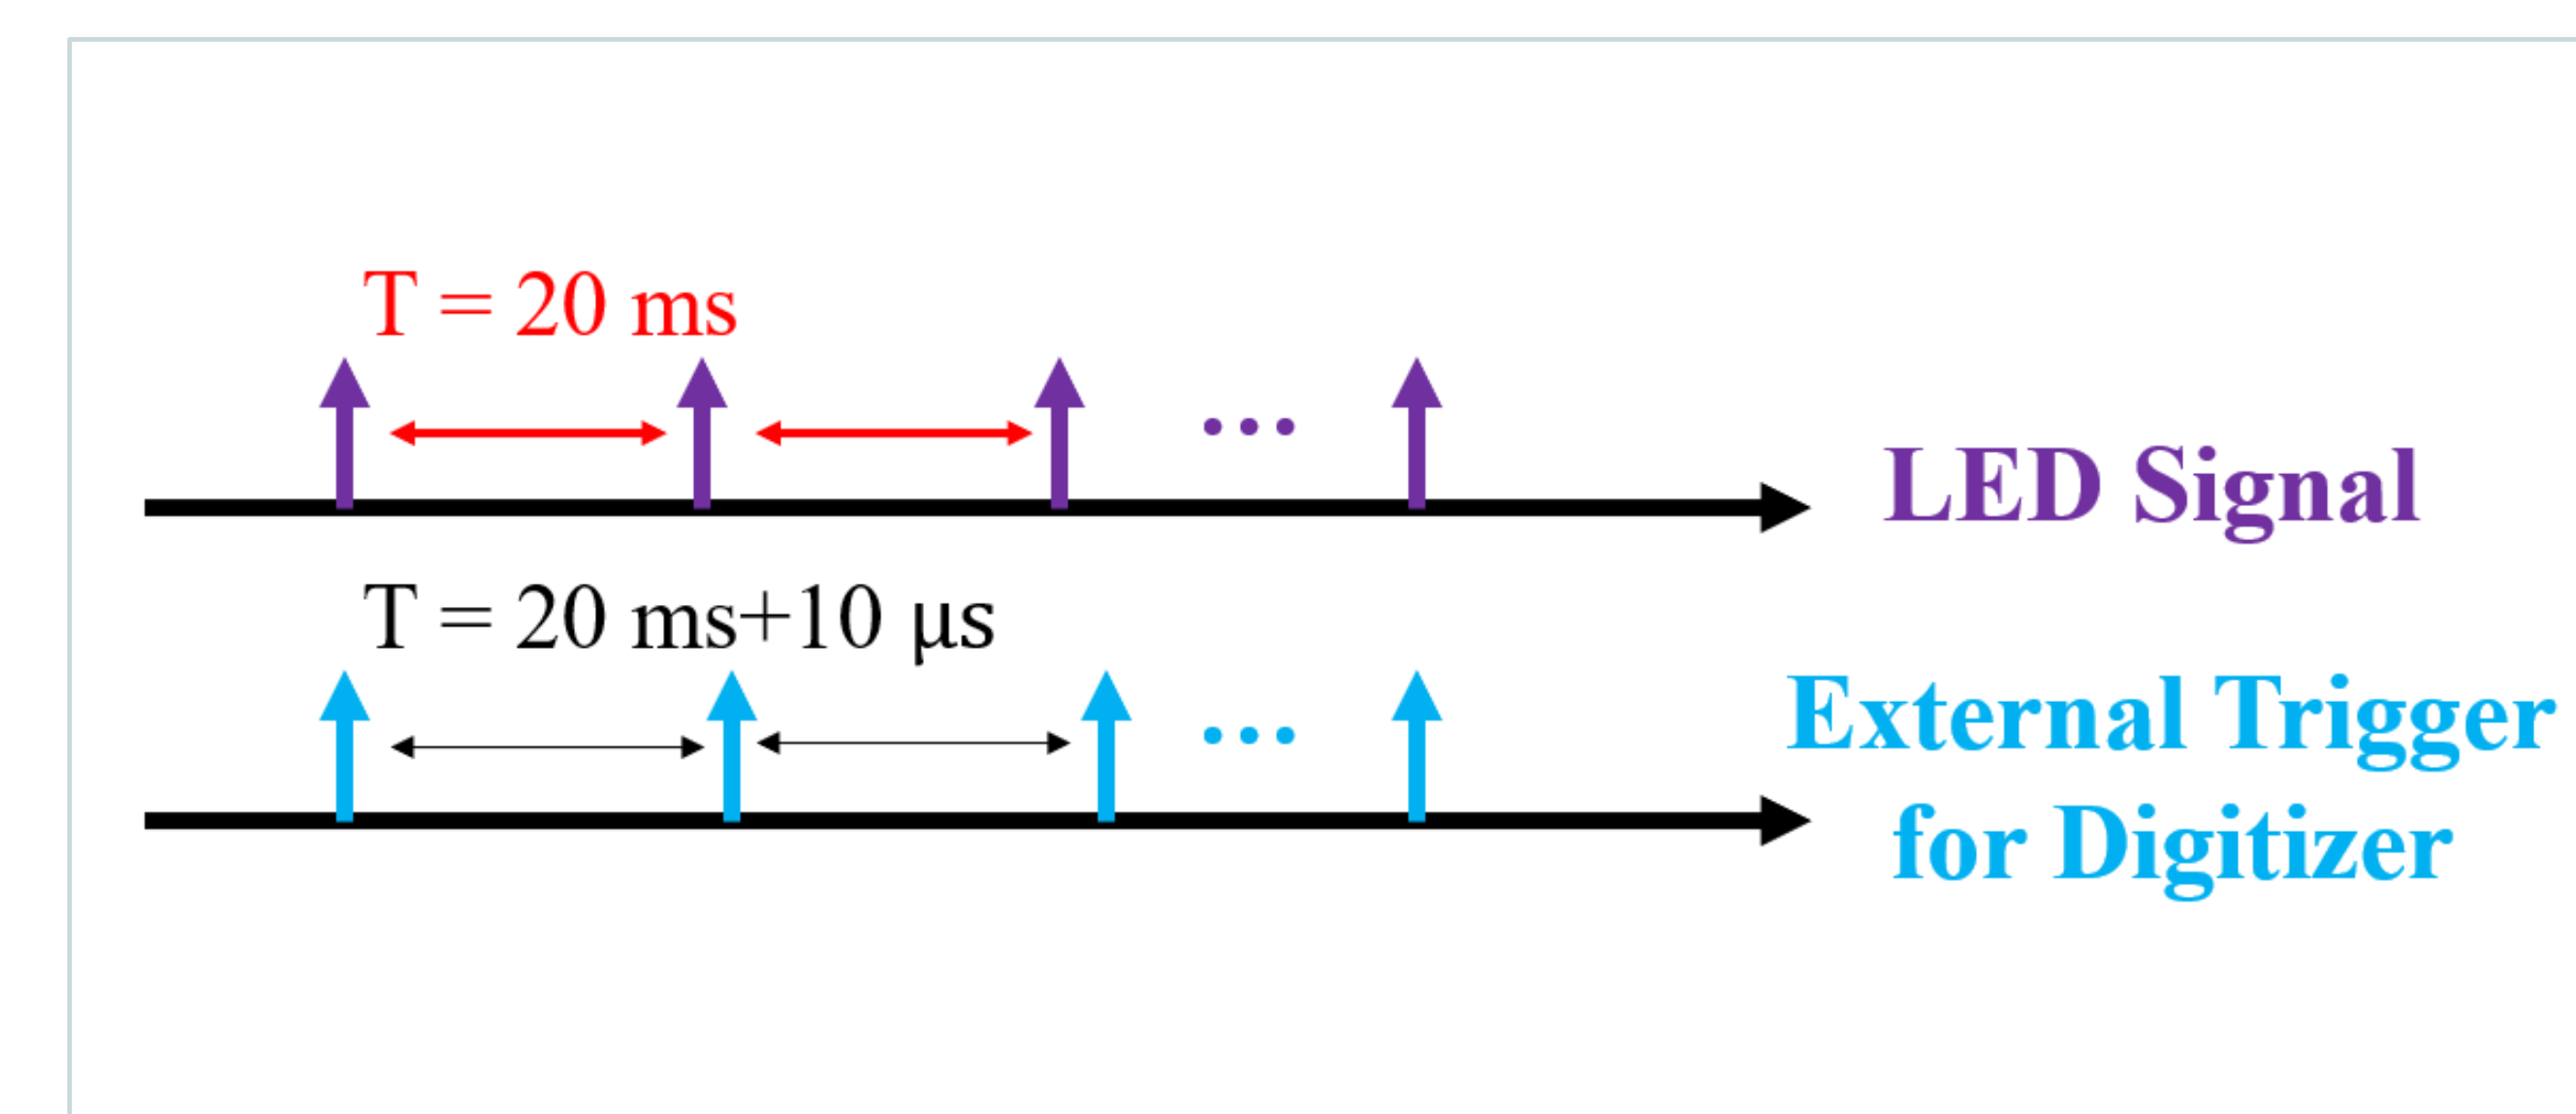 T = 20 ms
LED Signal
T = 20 ms+10 μs
External Trigger
for Digitizer